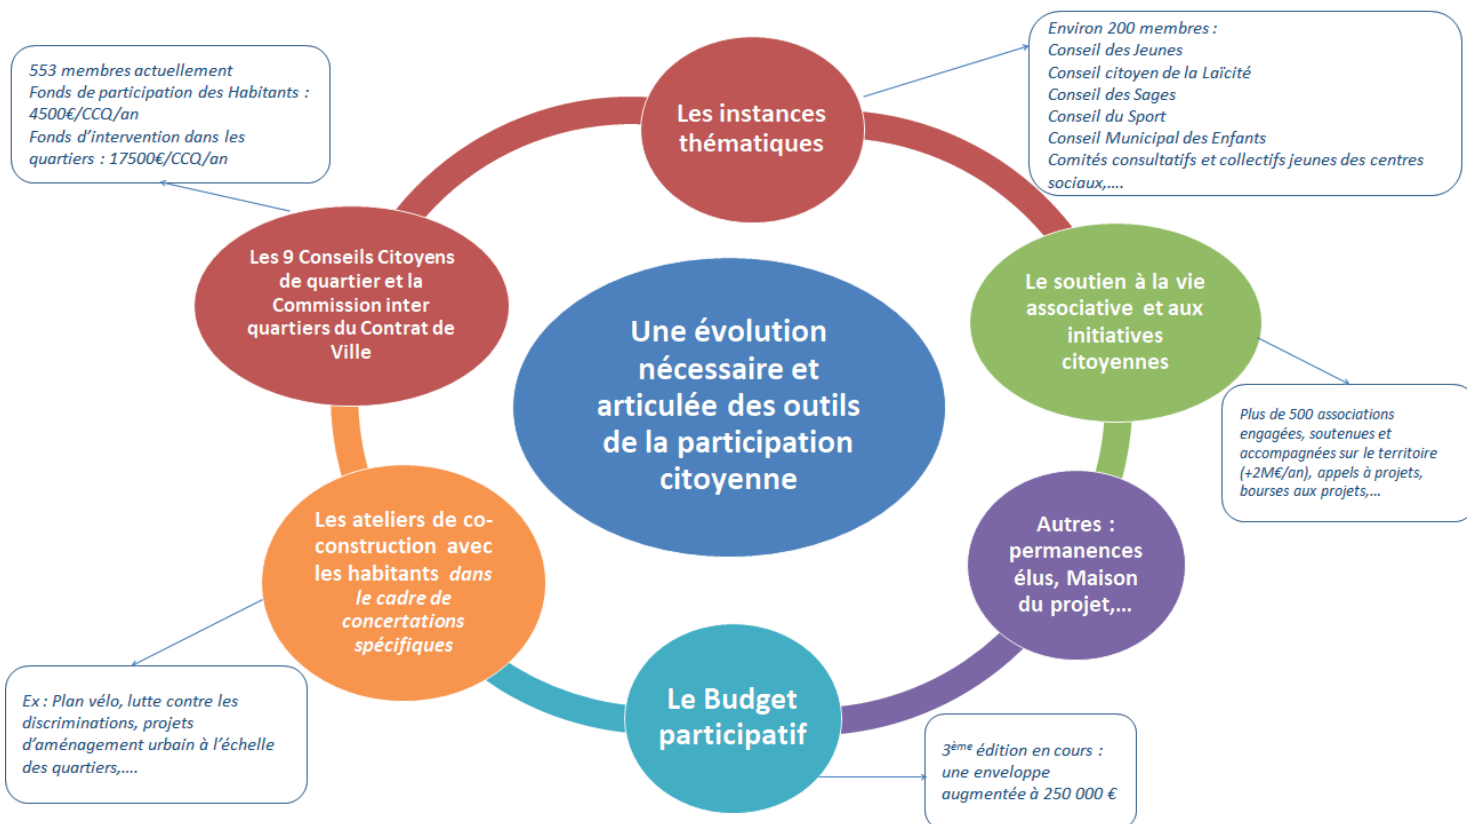 553 membres actuellement
Fonds de participation des Habitants :
4500€/CCQ/an
Fonds d'intervention dans les
quartiers : 17500€/CCQ/an
Les instances
thématiques
Environ 200 membres :
Conseil des Jeunes
Conseil citoyen de la Laïcité
Conseil des Sages
Conseil du Sport
Conseil Municipal des Enfants
Comités consultatifs et collectifs jeunes des centres
sociaux,....
Les 9 Conseils Citoyens
de quartier et la
Commission inter
quartiers du Contrat de
Ville
Une évolution
nécessaire et
articulée des outils
de la participation
citoyenne
Le soutien à la vie
associative et aux
initiatives
citoyennes
Plus de 500 associations
engagées, soutenues et
accompagnées sur le territoire
(+2M€/an), appels à projets,
bourses aux projets,...
Les ateliers de co-
construction avec
les habitants dans
le cadre de
concertations
spécifiques
Autres :
permanences
élus, Maison
du projet,...
Ex : Plan vélo, lutte contre les
discriminations, projets
d'aménagement urbain à l'échelle
des quartiers,....
Le Budget
participatif
3ème édition en cours :
une enveloppe
augmentée à 250 000 €